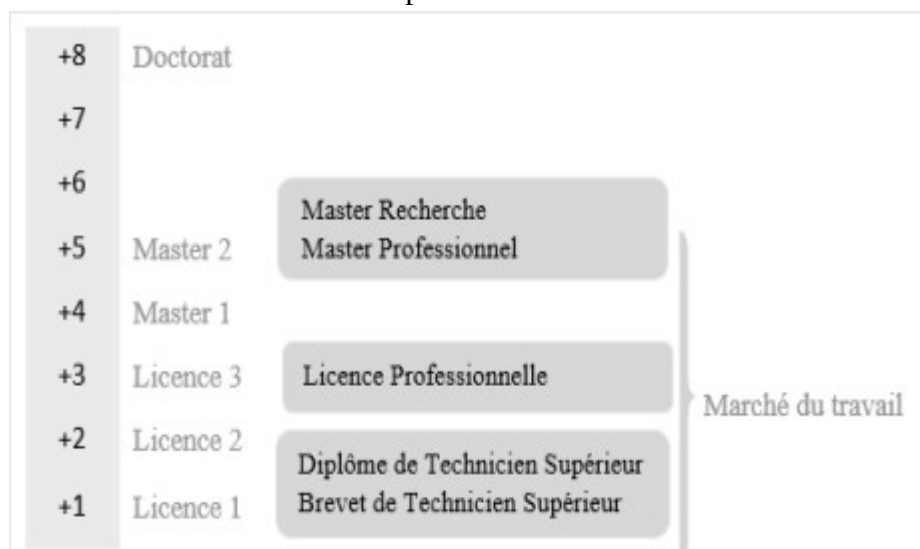 +8 Doctorat
+7
+6
Master Recherche
+5 Master 2 Master Professionnel
+4 Master 1
+3 Licence 3 Licence Professionnelle
Marché du travail
+2 Licence 2
Diplôme de Technicien Supérieur
+1 Licence 1 Brevet de Technicien Supérieur